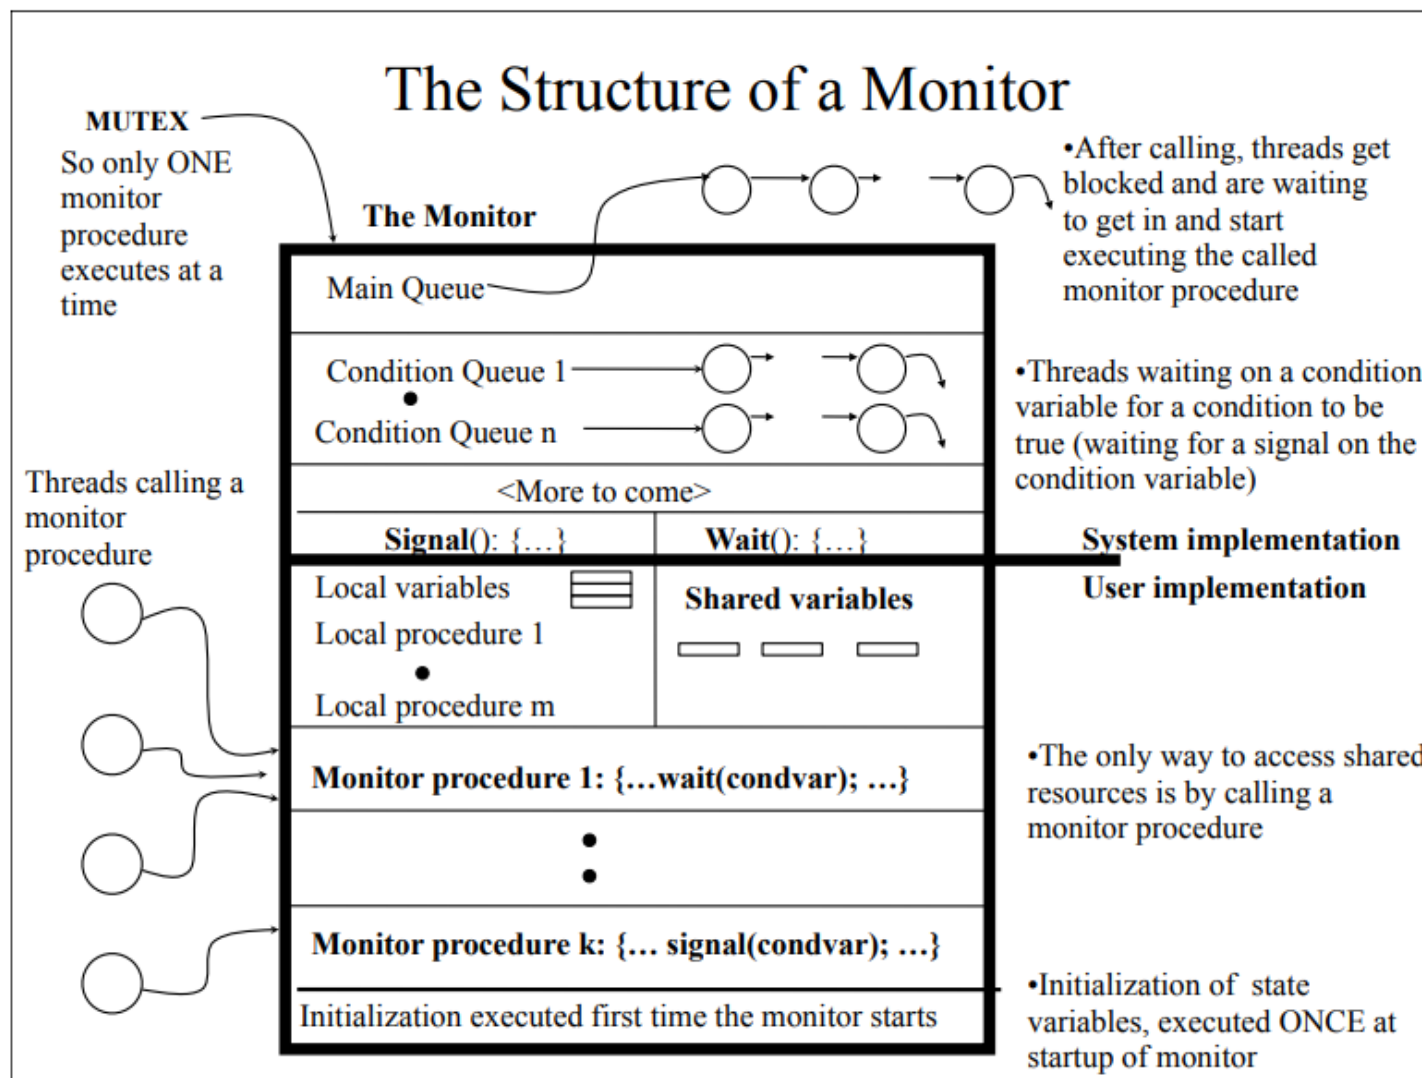 The Structure of a Monitor
MUTEX
So only ONE
monitor
procedure
executes at a
time
The Monitor
•After calling, threads get
blocked and are waiting
to get in and start
executing the called
monitor procedure
Main Queue
Condition Queue 1
Condition Queue n
•Threads waiting on a condition
variable for a condition to be
true (waiting for a signal on the
condition variable)
<More to come>
Threads calling a
monitor
procedure
Signal(): {…}
Wait(): {…}
System implementation
User implementation
Local variables
Local procedure 1
Local procedure m
Shared variables
Monitor procedure 1: {…wait(condvar); …}
•The only way to access shared
resources is by calling a
monitor procedure
Monitor procedure k: {… signal(condvar); …}
Initialization executed first time the monitor starts
•Initialization of  state
variables, executed ONCE at
startup of monitor